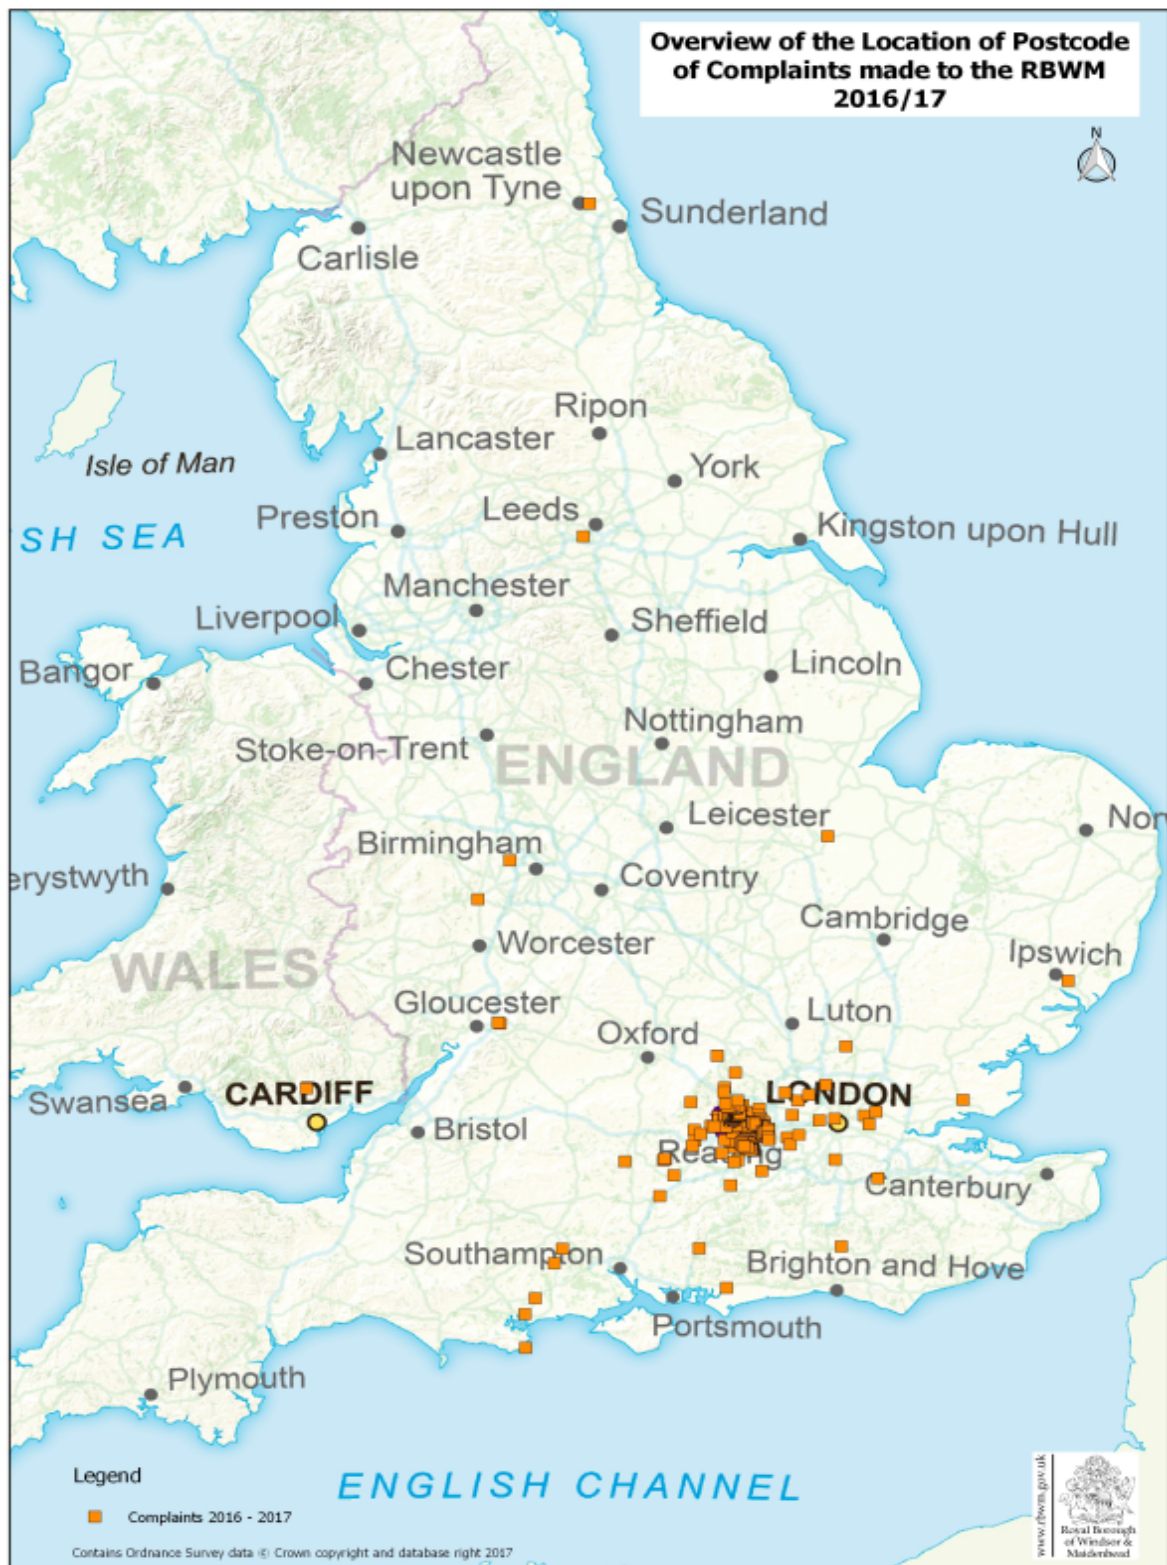 Overview of the Location of Postcode
of Complaints made to the RBWM
2016/17
N
Newcastle
upon Tyne
Sunderland
Carlisle
Ripon
Lancaster
York
Isle of Man
Preston
Leeds
Kingston upon Hull
SH SEA
Manchester
Liverpool
Sheffield
Bangor
Chester
Lincoln
Nottingham
Stoke-on-Trent
ENGLAND
Leicester
Nor
Birmingham
erystwyth
Coventry
Cambridge
Worcester
Ipswich
WALES
Gloucester
Oxford
Luton
Swansea
CARDIFF
LONDON
Bristol
Reading
Canterbury
Southampton
Brighton and Hove
Portsmouth
Plymouth
Legend
ENGLISH CHANNEL
Complaints 2016 - 2017
Contains Ordnance Survey data © Crown copyright and database right 2017
www.rbwm.gov.uk
Royal Borough
of Windsor &
Maidenhead